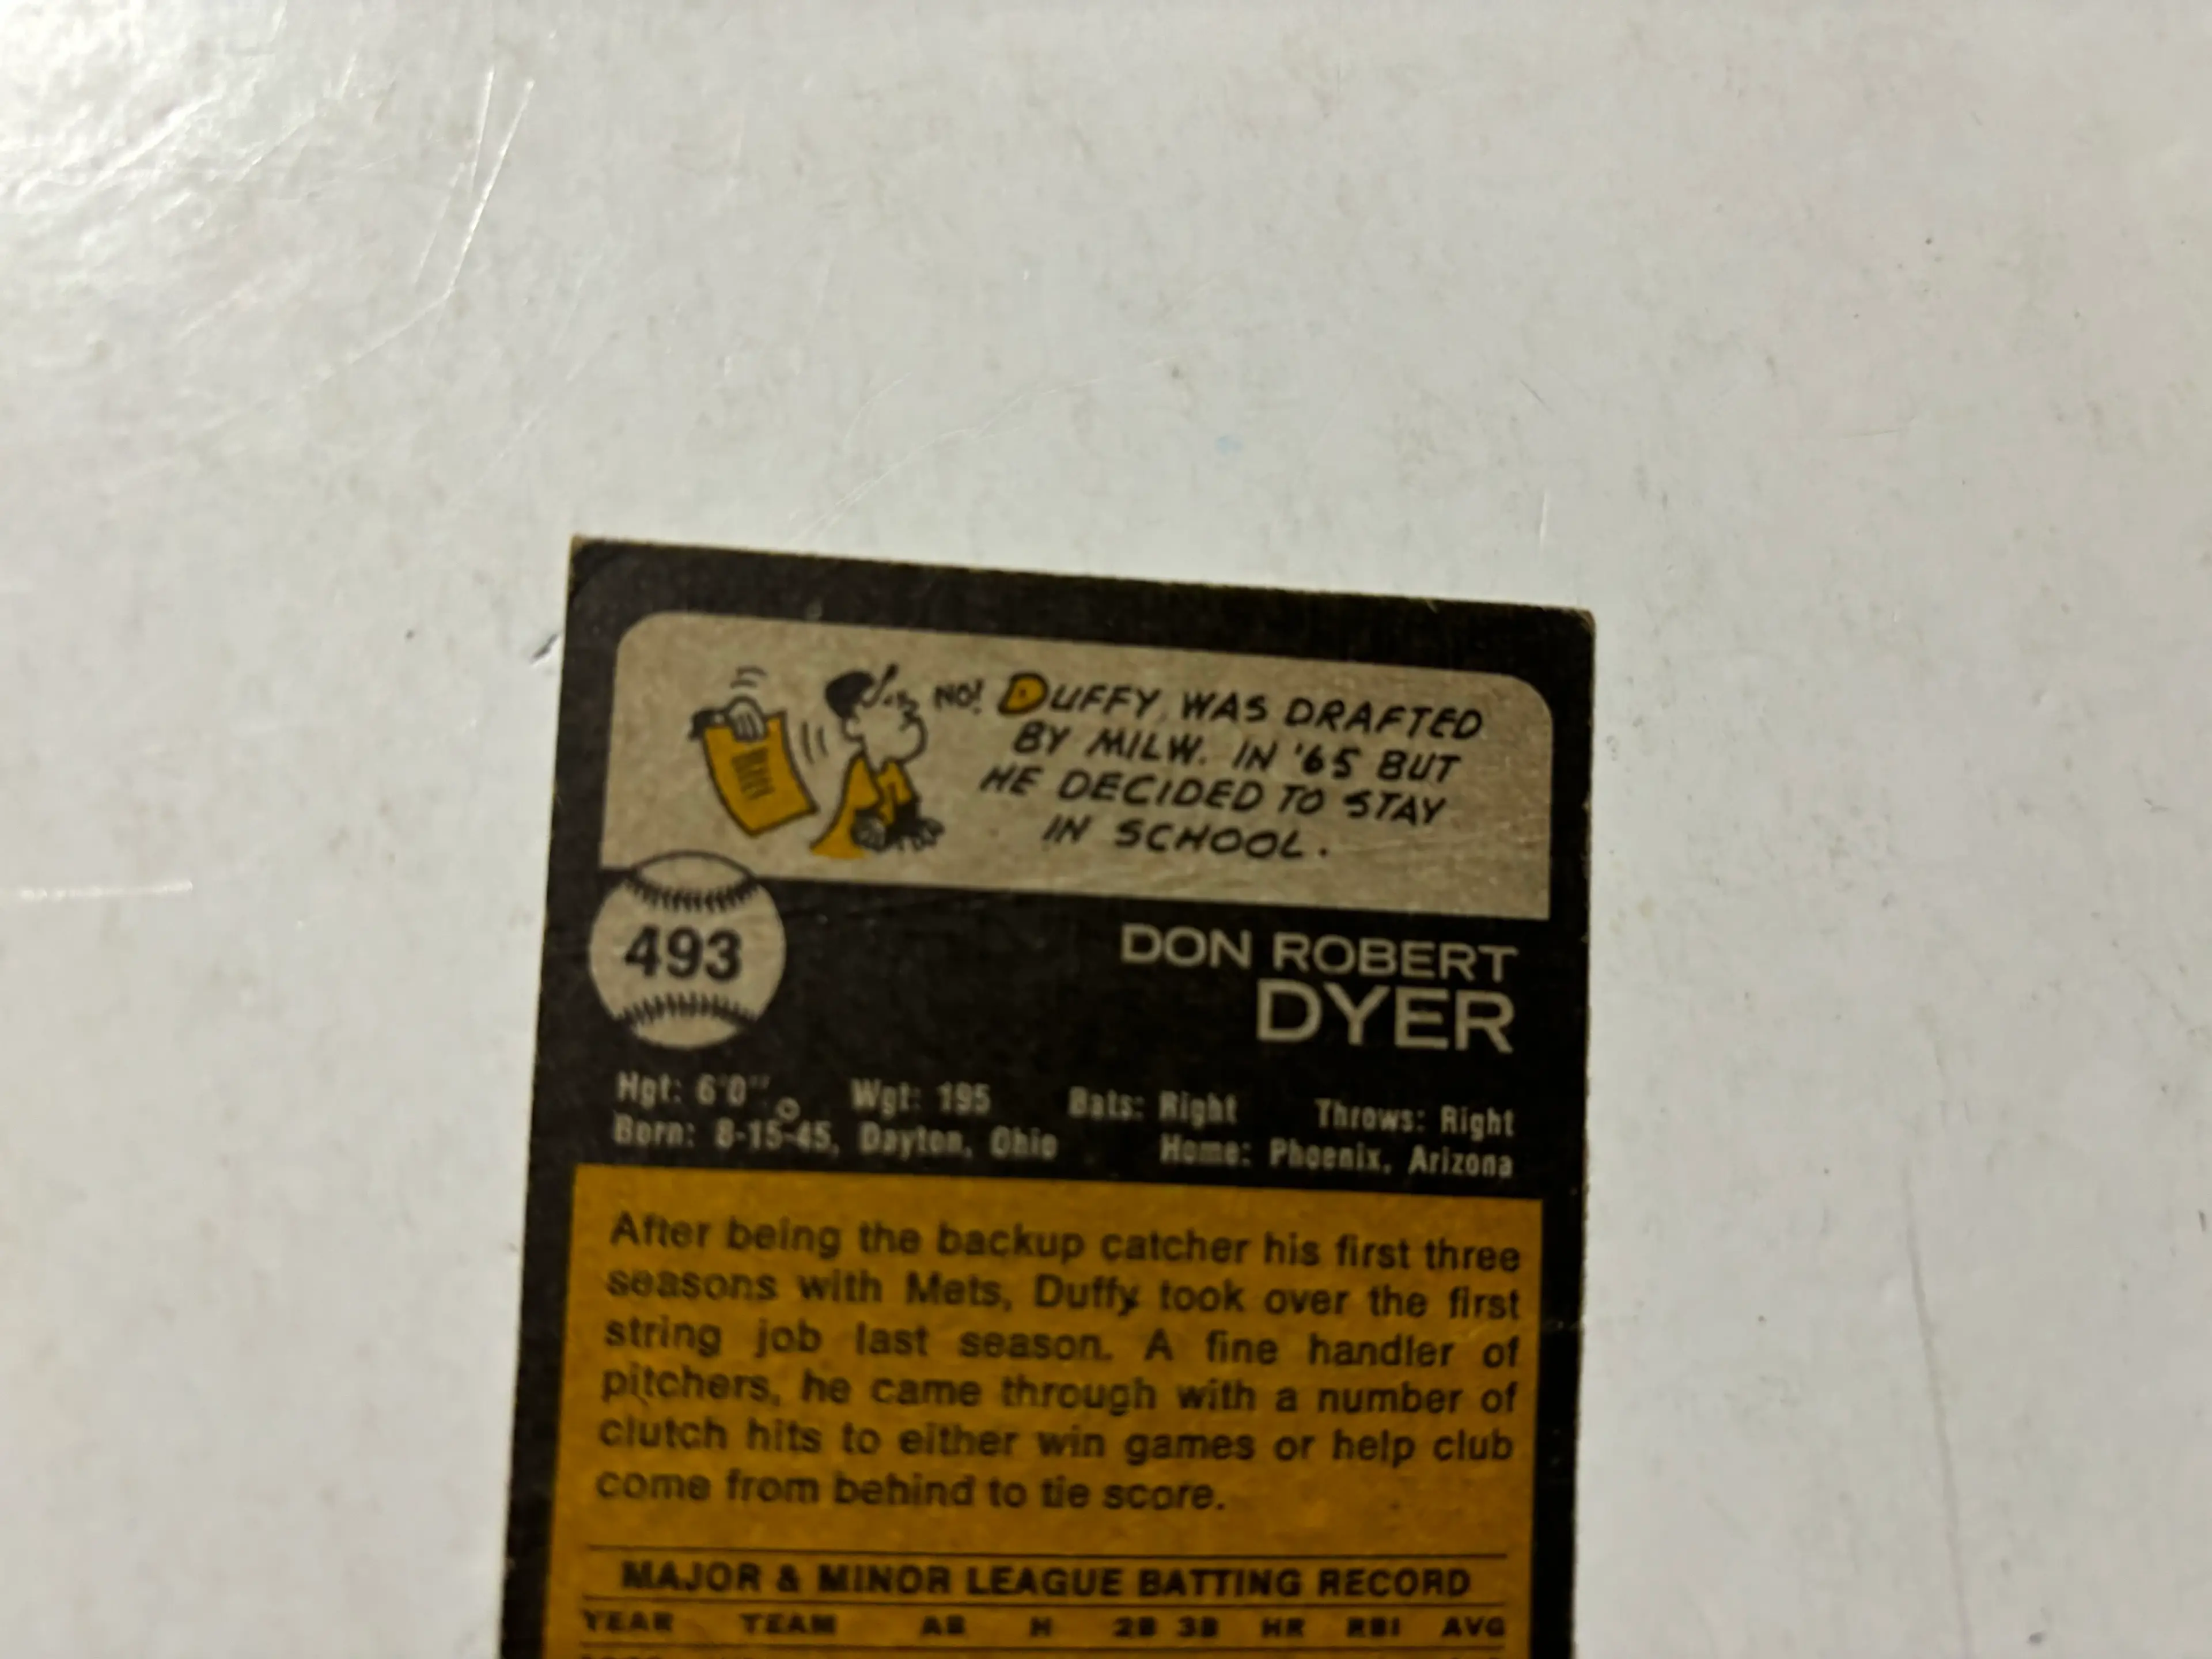 NO! DUFFY WAS DRAFTED
BY MILW. IN '65 BUT
HE DECIDED TO STAY
IN SCHOOL.
493
DON ROBERT
DYER
Hgt: 6'0" Wgt: 195 Bats: Right Throws: Right
Born: 8-15-45, Dayton, Ohio Home: Phoenix, Arizona
After being the backup catcher his first three
seasons with Mets, Duffy took over the first
string job last season. A fine handler of
pitchers, he came through with a number of
clutch hits to either win games or help club
come from behind to tie score.
MAJOR & MINOR LEAGUE BATTING RECORD
YEAR TEAM AB H 2B 3B HR RBI AVG